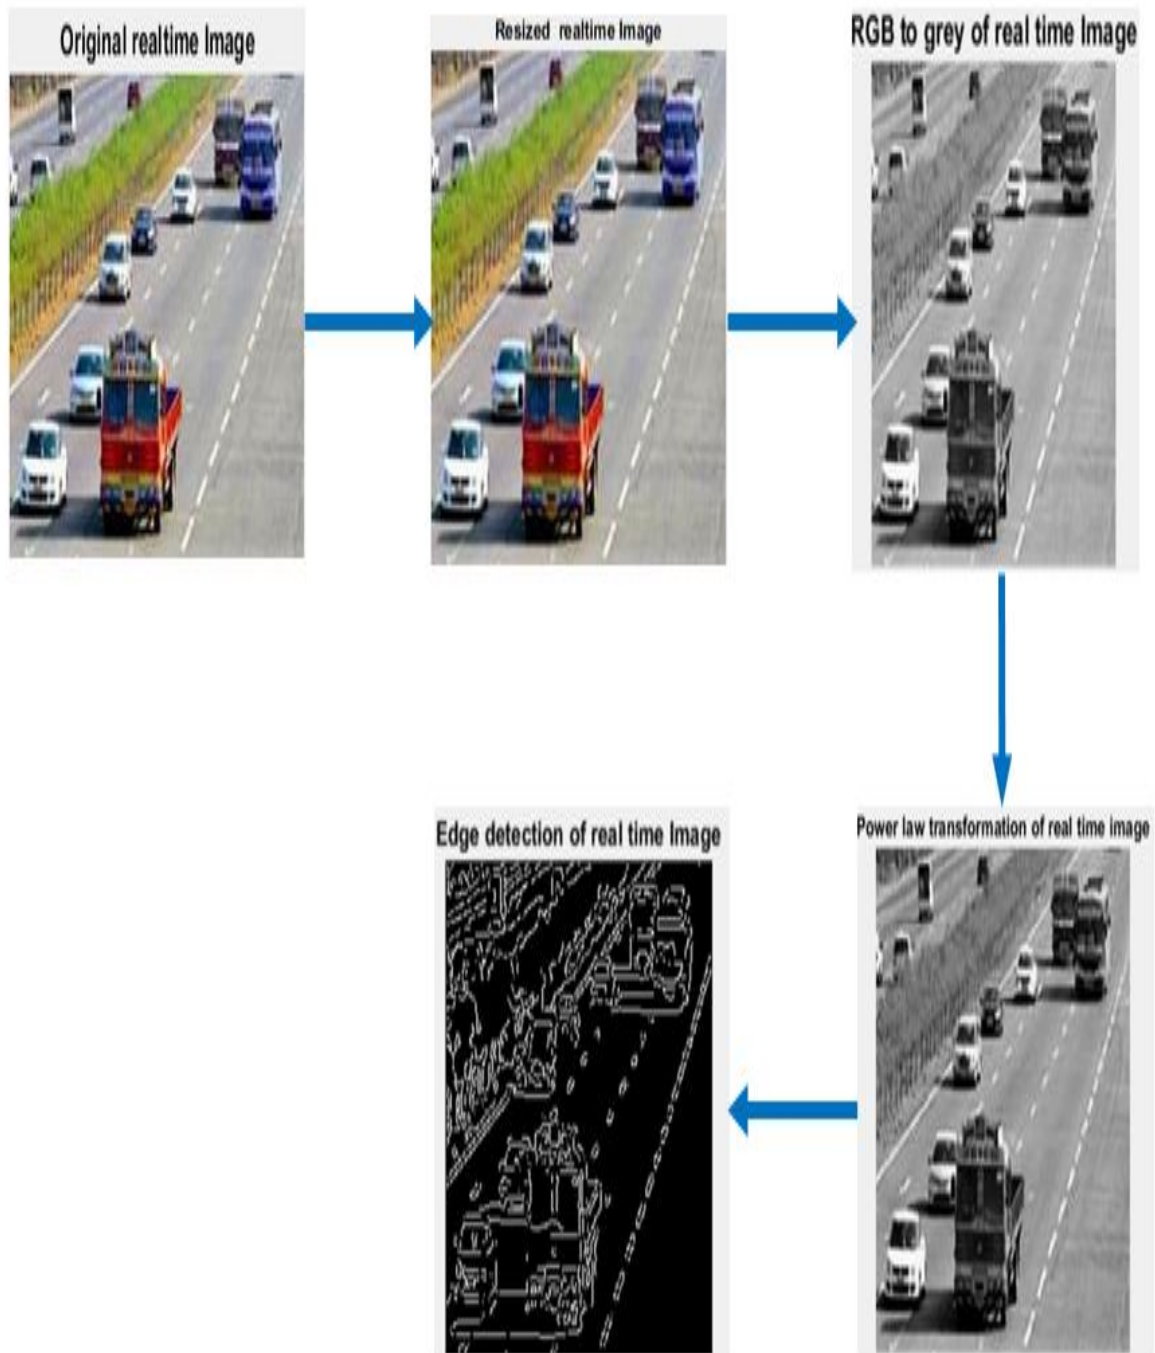 Original realtime Image
Resized realtime Image
RGB to grey of real time Image
Power law transformation of real time image
Edge detection of real time Image